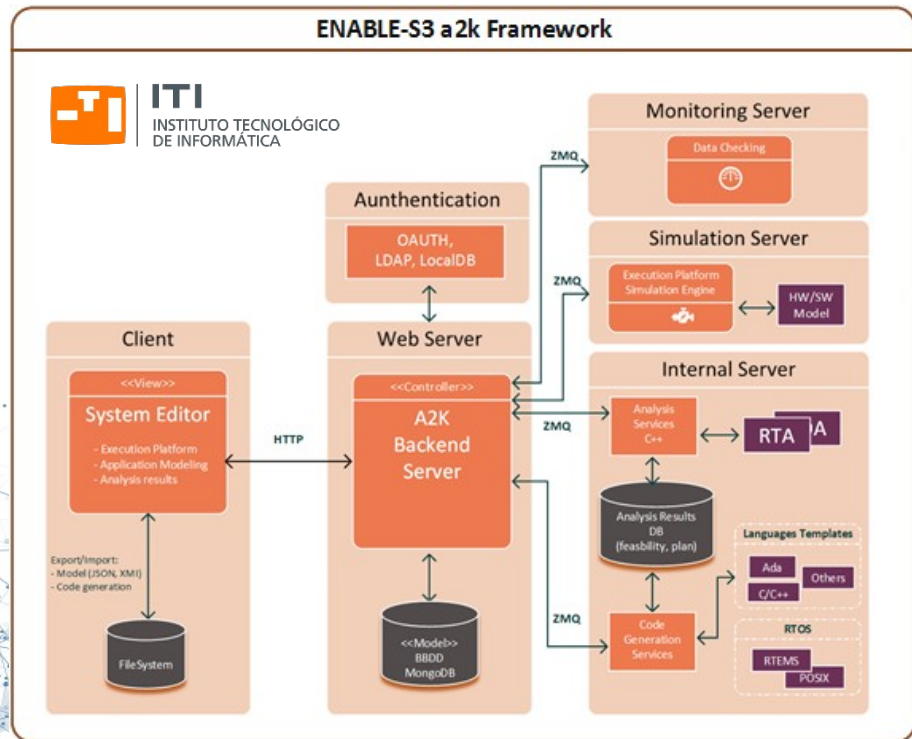 ENABLE-S3 a2k Framework
ITI
INSTITUTO TECNOLÓGICO
DE INFORMÁTICA
Monitoring Server
Data Checking
ZMQ
Aunthentication
OAUTH,
LDAP, LocalDB
Simulation Server
Execution Platform
Simulation Engine
HW/SW
Model
ZMQ
Client
<<View>>
System Editor
- Execution Platform
- Application Modeling
- Analysis results
HTTP
Export/Import:
- Model (JSON, XMI)
- Code generation
FileSystem
Web Server
<<Controller>>
A2K
Backend
Server
<<Model>>
BBDD
MongoDB
ZMQ
ZMQ
Internal Server
Analysis
Services
C++
RTA
Analysis Results
DB
(feasbility, plan)
Code
Generation
Services
Languages Templates
Ada
C/C++
Others
RTOS
RTEMS
POSIX